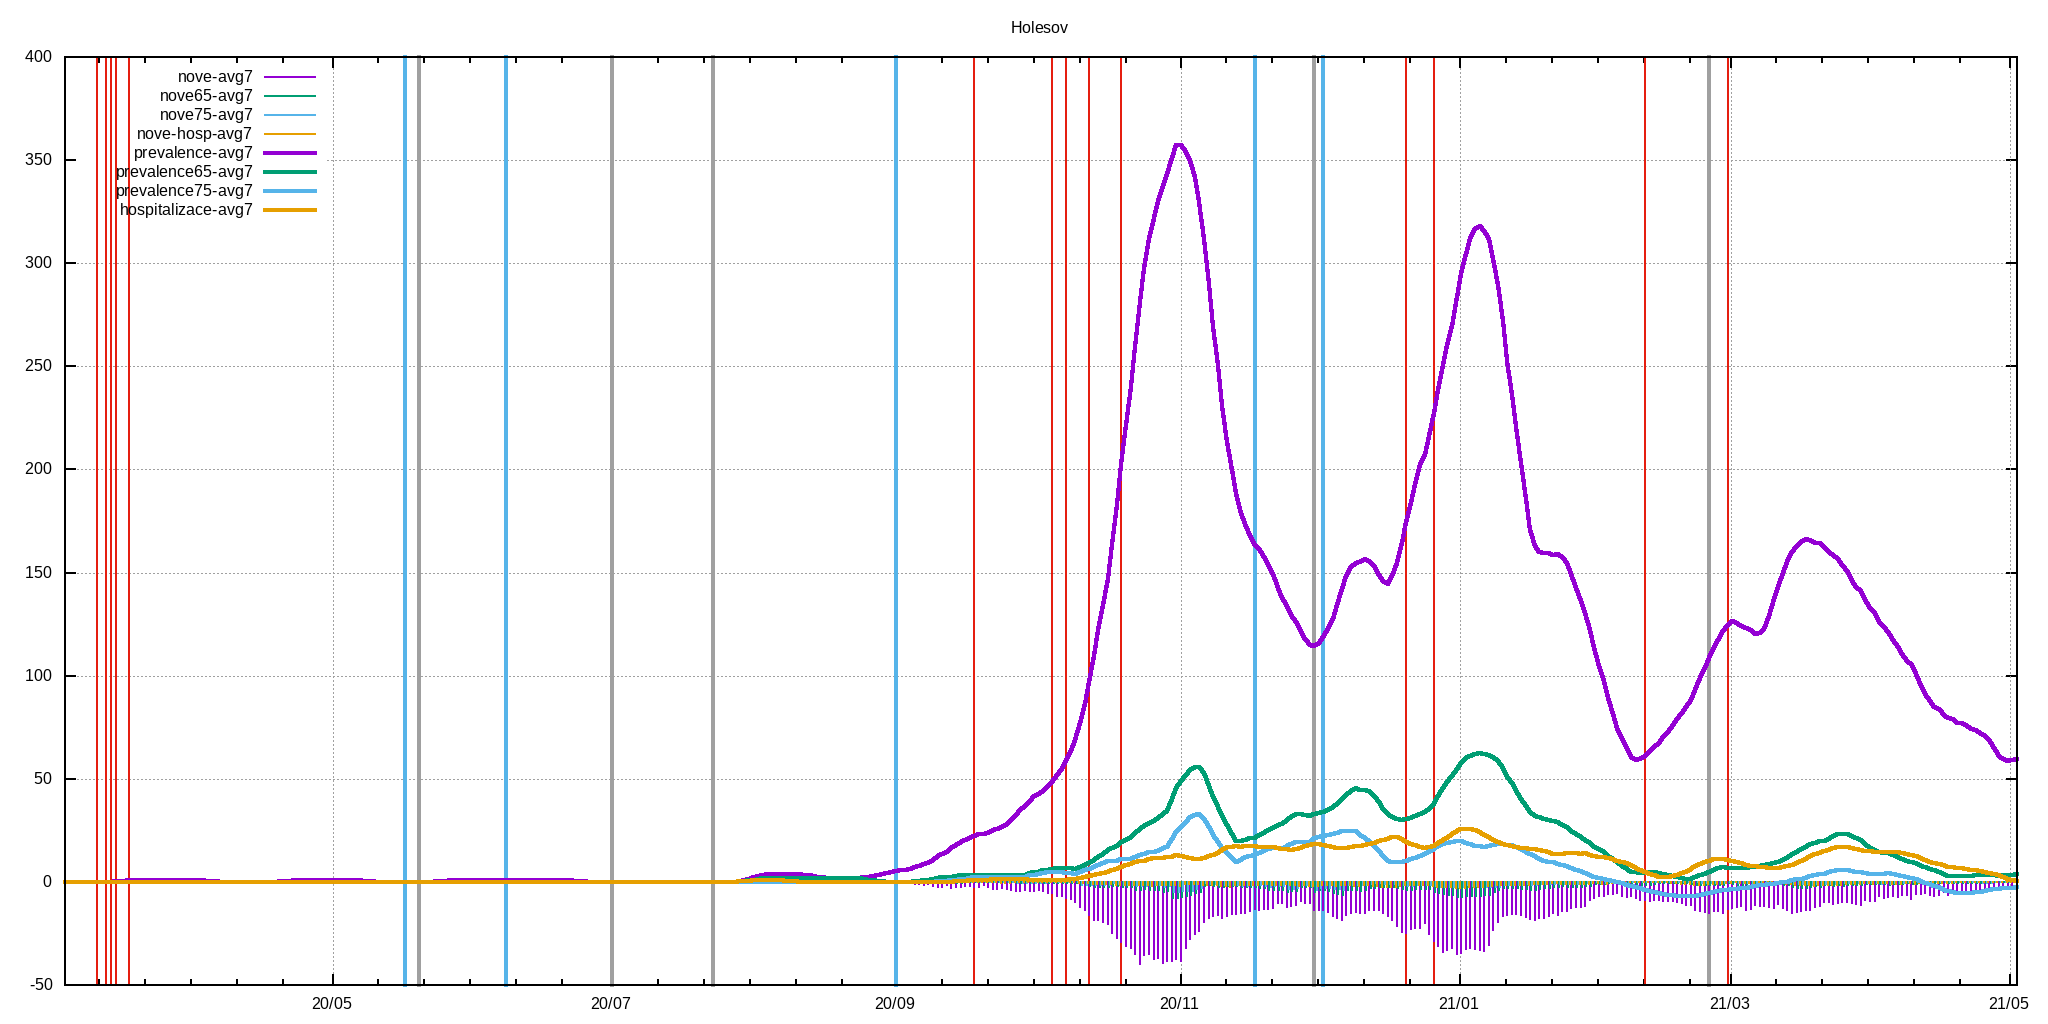 Holesov
400
350
300
250
200
150
100
50
0
-50
nove-avg7
nove65-avg7
nove75-avg7
nove-hosp-avg7
prevalence-avg7
prevalence65-avg7
prevalence75-avg7
hospitalizace-avg7
20/05 20/07 20/09 20/11 21/01 21/03 21/05